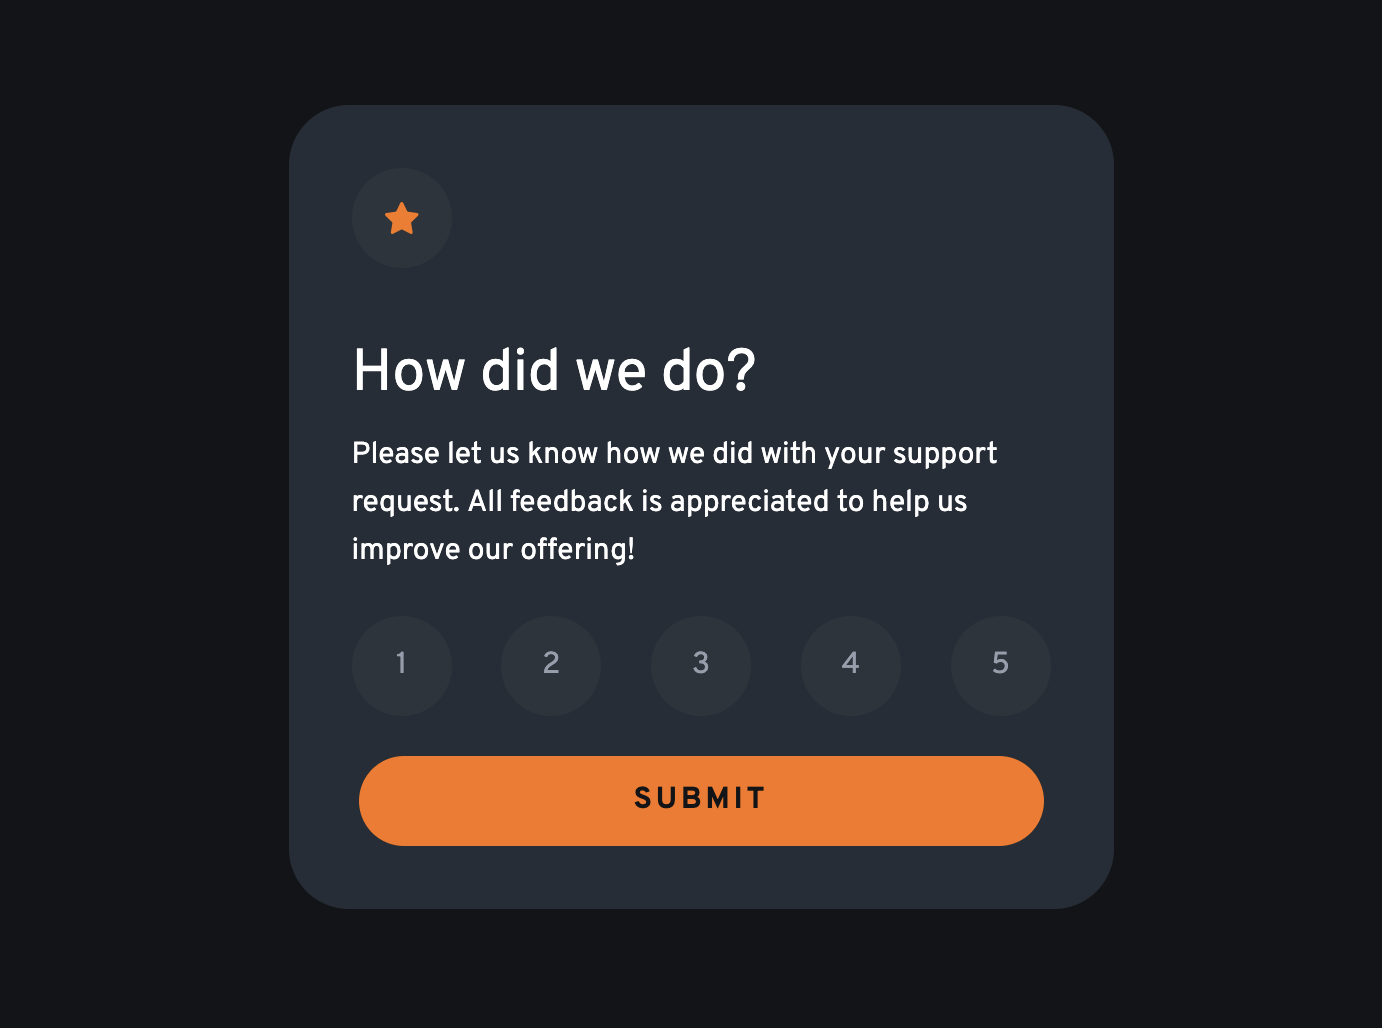 How did we do?
Please let us know how we did with your support
request. All feedback is appreciated to help us
improve our offering!
1 2 3 4 5
SUBMIT